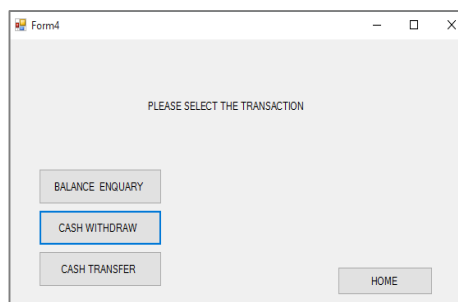 Form4
PLEASE SELECT THE TRANSACTION
BALANCE ENQUARY
CASH WITHDRAW
CASH TRANSFER
HOME